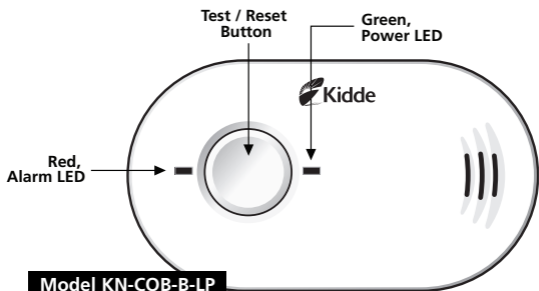 Test / Reset
Button
Green,
Power LED
Kidde
Red,
Alarm LED
Model KN-COB-B-LP